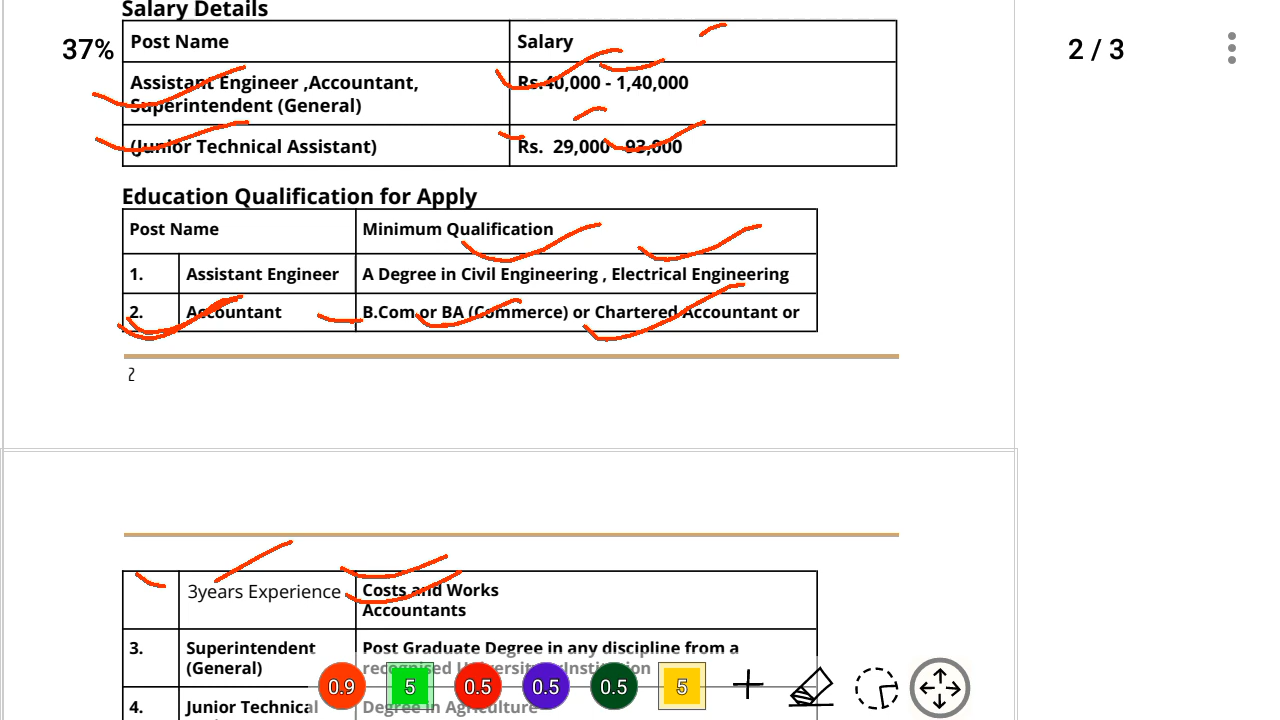 Salary Details
37%
2 / 3
Post Name Salary
Assistant Engineer ,Accountant, Rs.40,000 - 1,40,000
Superintendent (General)
(Junior Technical Assistant) Rs. 29,000 - 93,000
Education Qualification for Apply
Post Name Minimum Qualification
1. Assistant Engineer A Degree in Civil Engineering , Electrical Engineering
2. Accountant B.Com or BA (Commerce) or Chartered Accountant or
2
3years Experience Costs and Works
Accountants
3. Superintendent Post Graduate Degree in any discipline from a
(General) recognised University/Institution
4. Junior Technical Degree in Agriculture
0.9 5 0.5 0.5 0.5 5